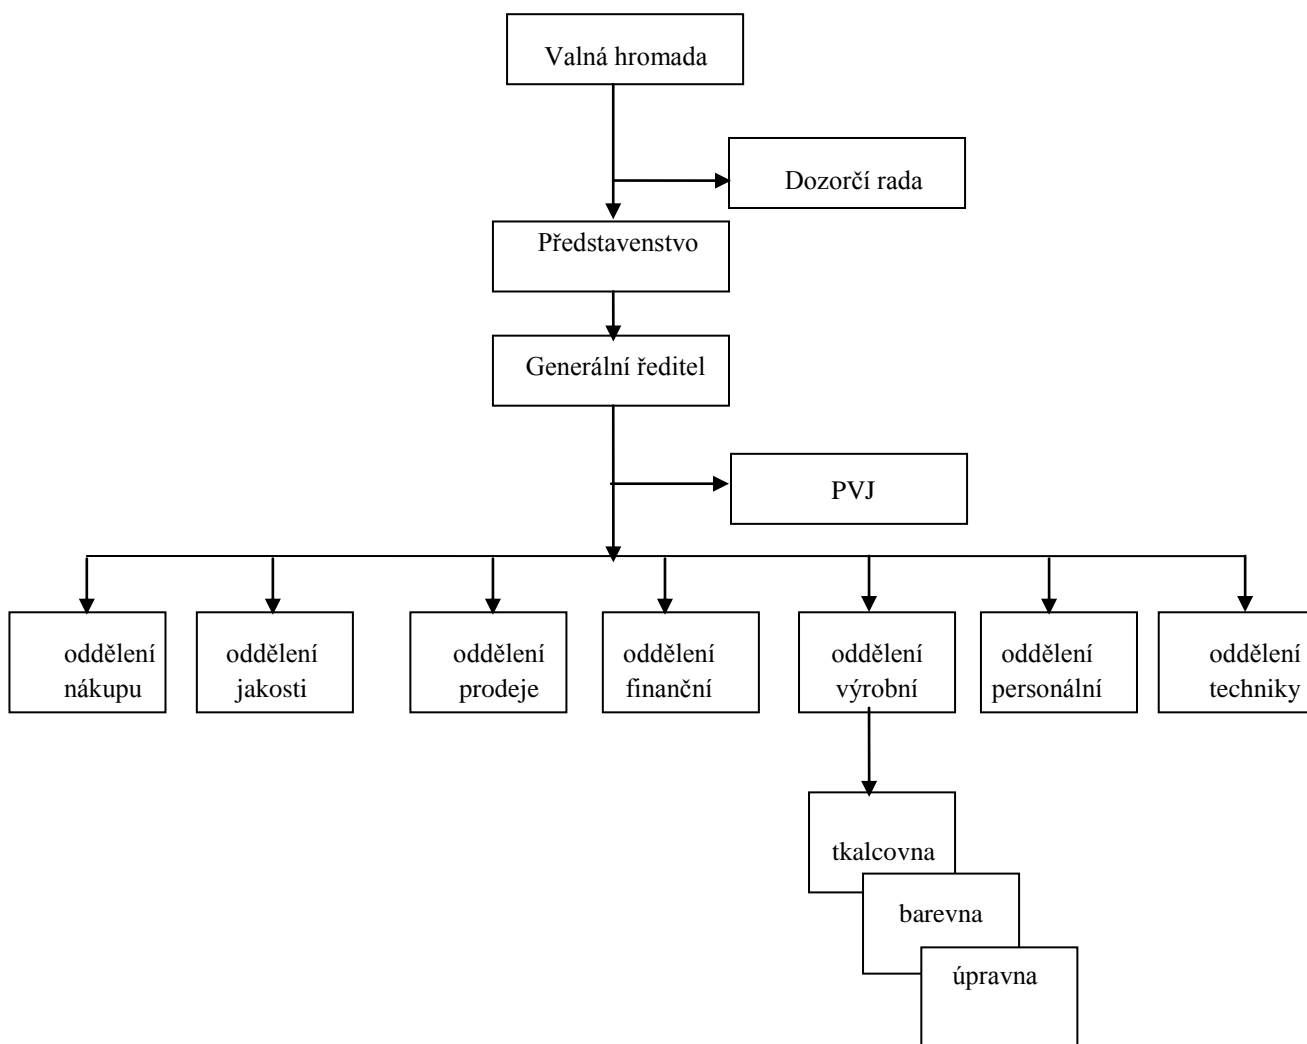 Valná hromada
Dozorčí rada
Představenstvo
Generální ředitel
PVJ
oddělení
nákupu
oddělení
jakosti
oddělení
prodeje
oddělení
finanční
oddělení
výrobní
oddělení
personální
oddělení
techniky
tkalcovna
barevna
úpravna